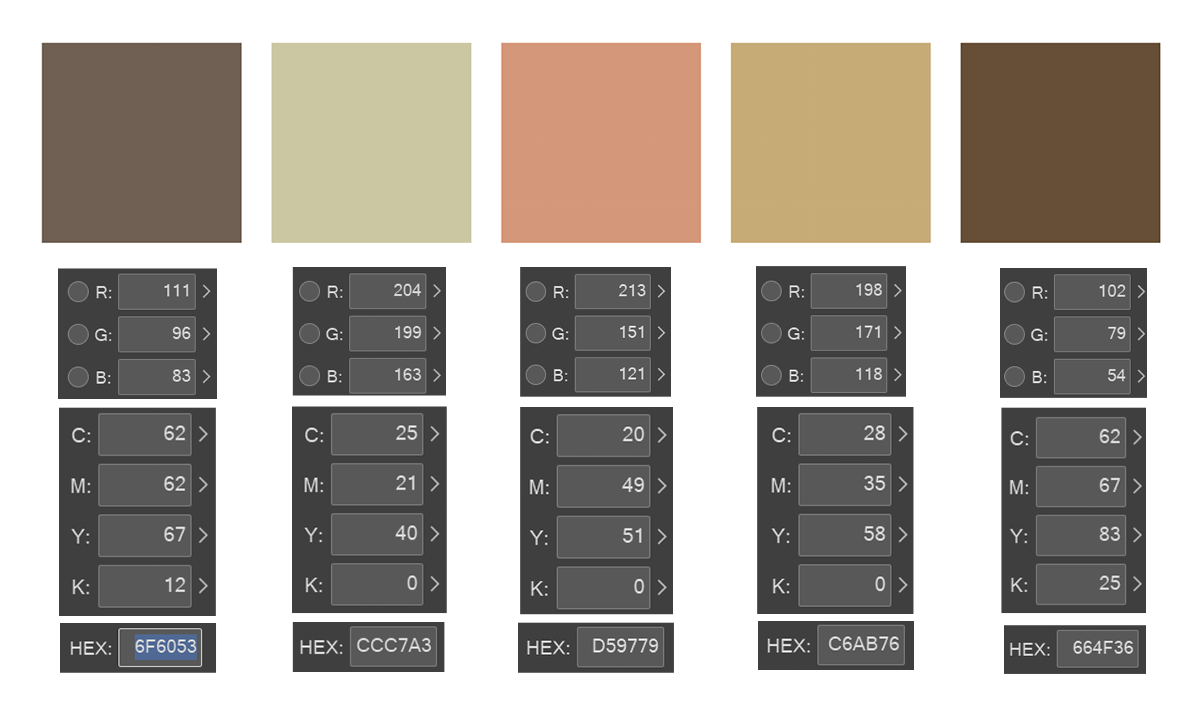 R: 111
G: 96
B: 83
C: 62
M: 62
Y: 67
K: 12
HEX: 6F6053
R: 204
G: 199
B: 163
C: 25
M: 21
Y: 40
K: 0
HEX: CCC7A3
R: 213
G: 151
B: 121
C: 20
M: 49
Y: 51
K: 0
HEX: D59779
R: 198
G: 171
B: 118
C: 28
M: 35
Y: 58
K: 0
HEX: C6AB76
R: 102
G: 79
B: 54
C: 62
M: 67
Y: 83
K: 25
HEX: 664F36